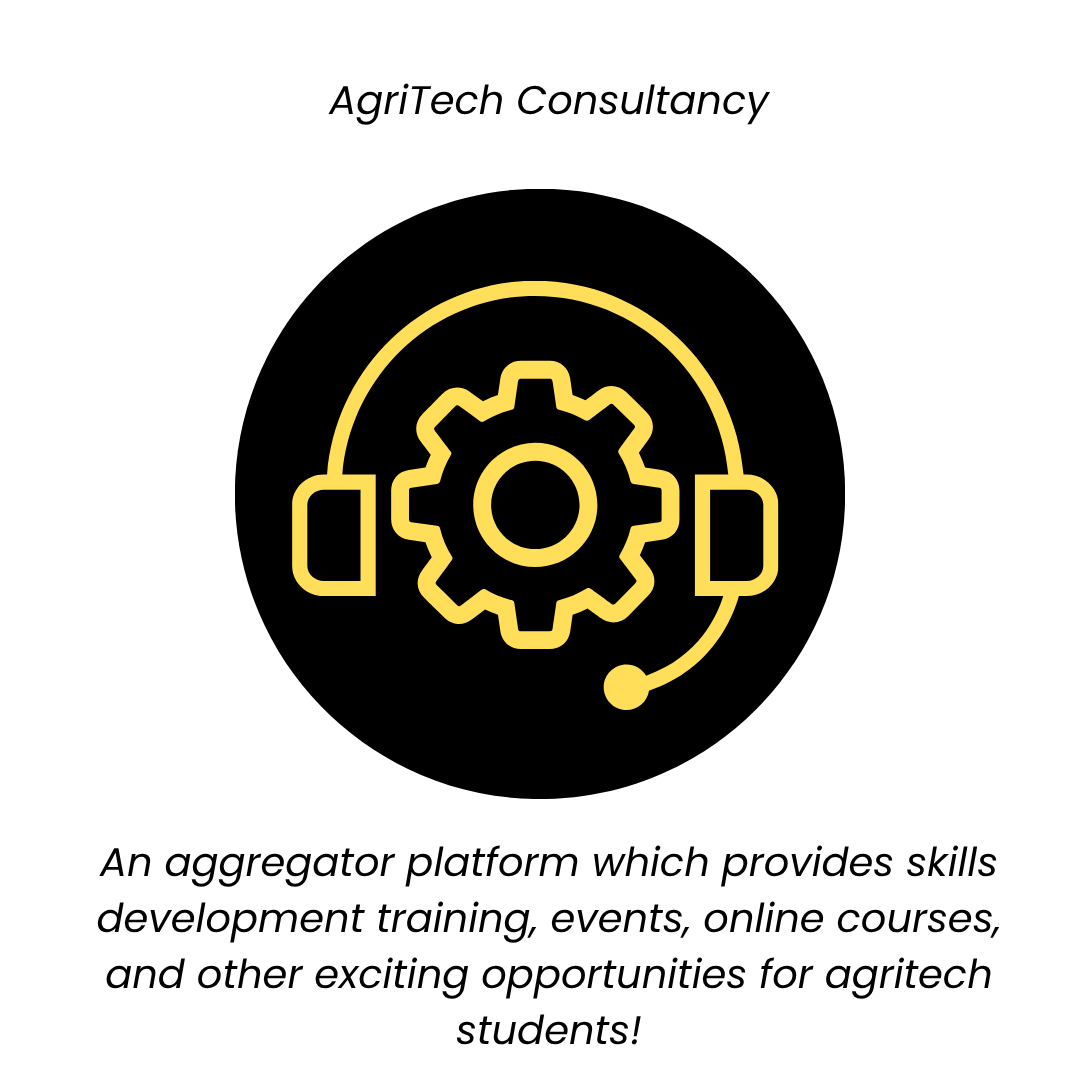 AgriTech Consultancy
An aggregator platform which provides skills
development training, events, online courses,
and other exciting opportunities for agritech
students!